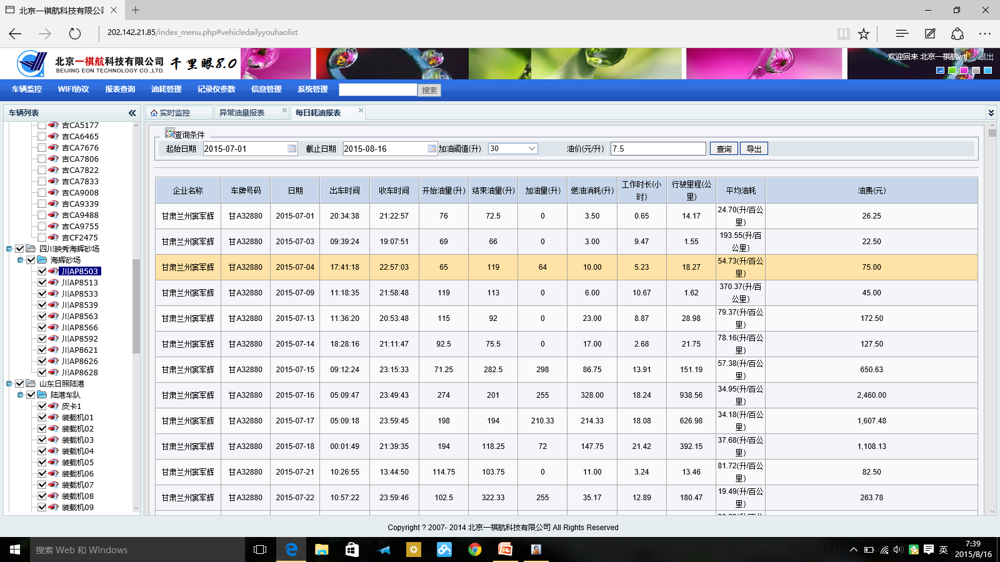 北京一祺航科技有限公司
202.142.21.85/index_menu.php#vehicledailyyouhaolist
北京一祺航科技有限公司 千里眼8.0
BEIJING EON TECHNOLOGY CO.,LTD.
欢迎回来 北京一祺航wtj 退出
车辆监控 WIFI协议 报表查询 油耗管理 记录仪参数 信息管理 系统管理 搜索
车辆列表
吉CA5177
吉CA6465
吉CA7676
吉CA7806
吉CA7822
吉CA7833
吉CA9008
吉CA9339
吉CA9488
吉CA9755
吉CF2475
四川映秀海辉砂场
海辉砂场
川AP8503
川AP8513
川AP8533
川AP8539
川AP8563
川AP8566
川AP8592
川AP8621
川AP8626
川AP8628
山东日照陆港
陆港车队
皮卡1
装载机01
装载机02
装载机03
装载机04
装载机05
装载机06
装载机07
装载机08
装载机09
实时监控 异常油量报表 每日耗油报表
查询条件
起始日期 2015-07-01 截止日期 2015-08-16 加油阈值(升) 30 油价(元/升) 7.5 查询 导出
企业名称 车牌号码 日期 出车时间 收车时间 开始油量(升) 结束油量(升) 加油量(升) 燃油消耗(升) 工作时长(小时) 行驶里程(公里) 平均油耗 油费(元)
甘肃兰州窦军辉 甘A32880 2015-07-01 20:34:38 21:22:57 76 72.5 0 3.50 0.65 14.17 24.70(升/百公里) 26.25
甘肃兰州窦军辉 甘A32880 2015-07-03 09:39:24 19:07:51 69 66 0 3.00 9.47 1.55 193.55(升/百公里) 22.50
甘肃兰州窦军辉 甘A32880 2015-07-04 17:41:18 22:57:03 65 119 64 10.00 5.23 18.27 54.73(升/百公里) 75.00
甘肃兰州窦军辉 甘A32880 2015-07-09 11:18:35 21:58:48 119 113 0 6.00 10.67 1.62 370.37(升/百公里) 45.00
甘肃兰州窦军辉 甘A32880 2015-07-13 11:36:20 20:53:48 115 92 0 23.00 8.87 28.98 79.37(升/百公里) 172.50
甘肃兰州窦军辉 甘A32880 2015-07-14 18:28:16 21:11:47 92.5 75.5 0 17.00 2.68 21.75 78.16(升/百公里) 127.50
甘肃兰州窦军辉 甘A32880 2015-07-15 09:12:24 23:15:33 71.25 282.5 298 86.75 13.91 151.19 57.38(升/百公里) 650.63
甘肃兰州窦军辉 甘A32880 2015-07-16 05:09:47 23:49:43 274 201 255 328.00 18.24 938.56 34.95(升/百公里) 2,460.00
甘肃兰州窦军辉 甘A32880 2015-07-17 05:09:18 23:59:45 198 194 210.33 214.33 18.08 626.98 34.18(升/百公里) 1,607.48
甘肃兰州窦军辉 甘A32880 2015-07-18 00:01:49 21:39:35 194 118.25 72 147.75 21.42 392.15 37.68(升/百公里) 1,108.13
甘肃兰州窦军辉 甘A32880 2015-07-21 10:26:55 13:44:50 114.75 103.75 0 11.00 3.24 13.46 81.72(升/百公里) 82.50
甘肃兰州窦军辉 甘A32880 2015-07-22 10:57:22 23:59:46 102.5 322.33 255 35.17 12.89 180.47 19.49(升/百公里) 263.78
Copyright ? 2007- 2014 北京一祺航科技有限公司 All Rights Reserved
搜索 Web 和 Windows
英
7:39
2015/8/16